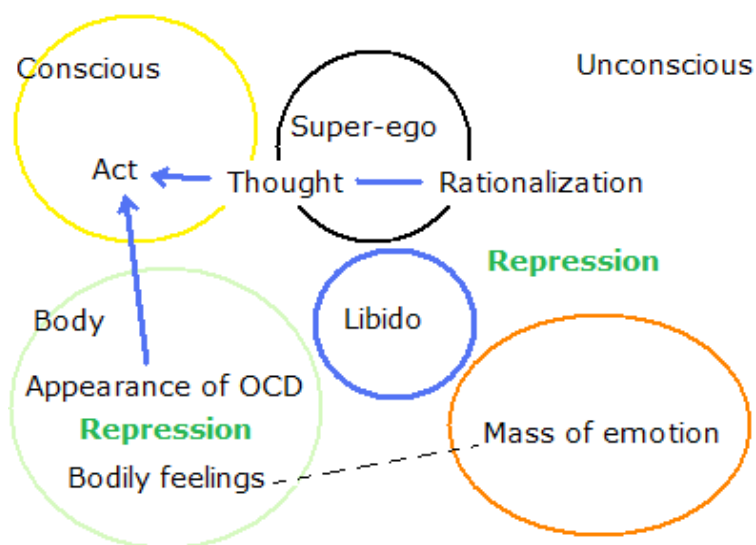 Conscious
Unconscious
Super-ego
Act
Thought
Rationalization
Repression
Body
Libido
Appearance of OCD
Repression
Mass of emotion
Bodily feelings